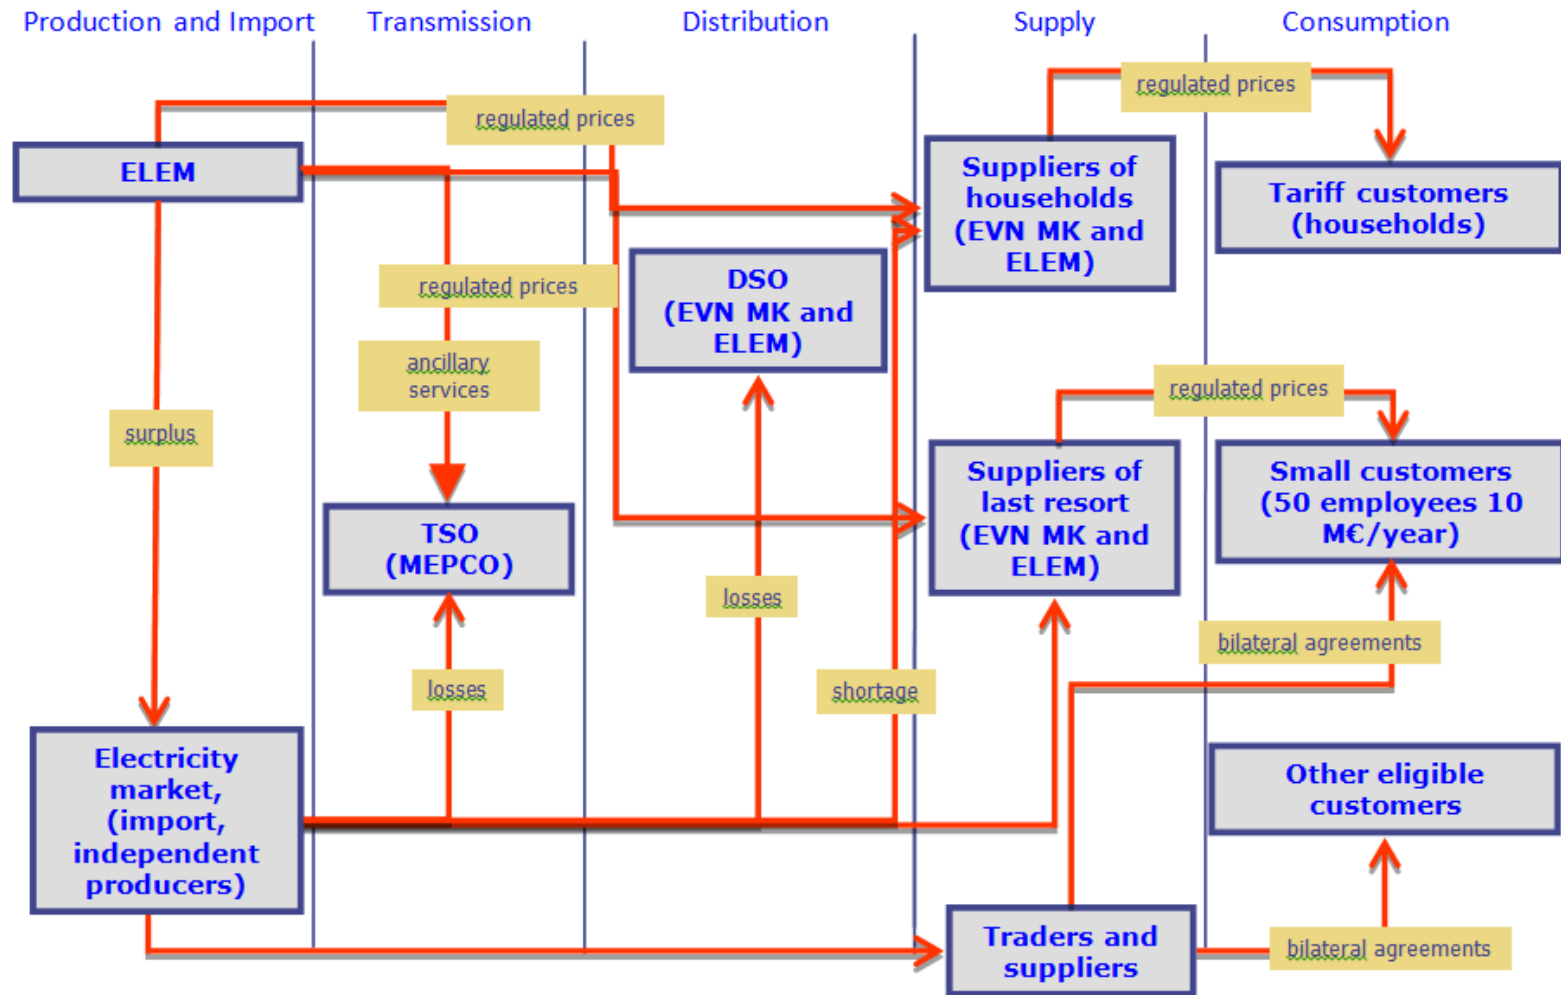 Production and Import
Transmission
Distribution
Supply
Consumption
regulated prices
regulated prices
ELEM
Suppliers of
households
(EVN MK and
ELEM)
Tariff customers
(households)
regulated prices
DSO
(EVN MK and
ELEM)
ancillary
services
regulated prices
surplus
Suppliers of
last resort
(EVN MK and
ELEM)
Small customers
(50 employees 10
M€/year)
TSO
(MEPCO)
losses
bilateral agreements
losses
shortage
Electricity
market,
(import,
independent
producers)
Other eligible
customers
Traders and
suppliers
bilateral agreements